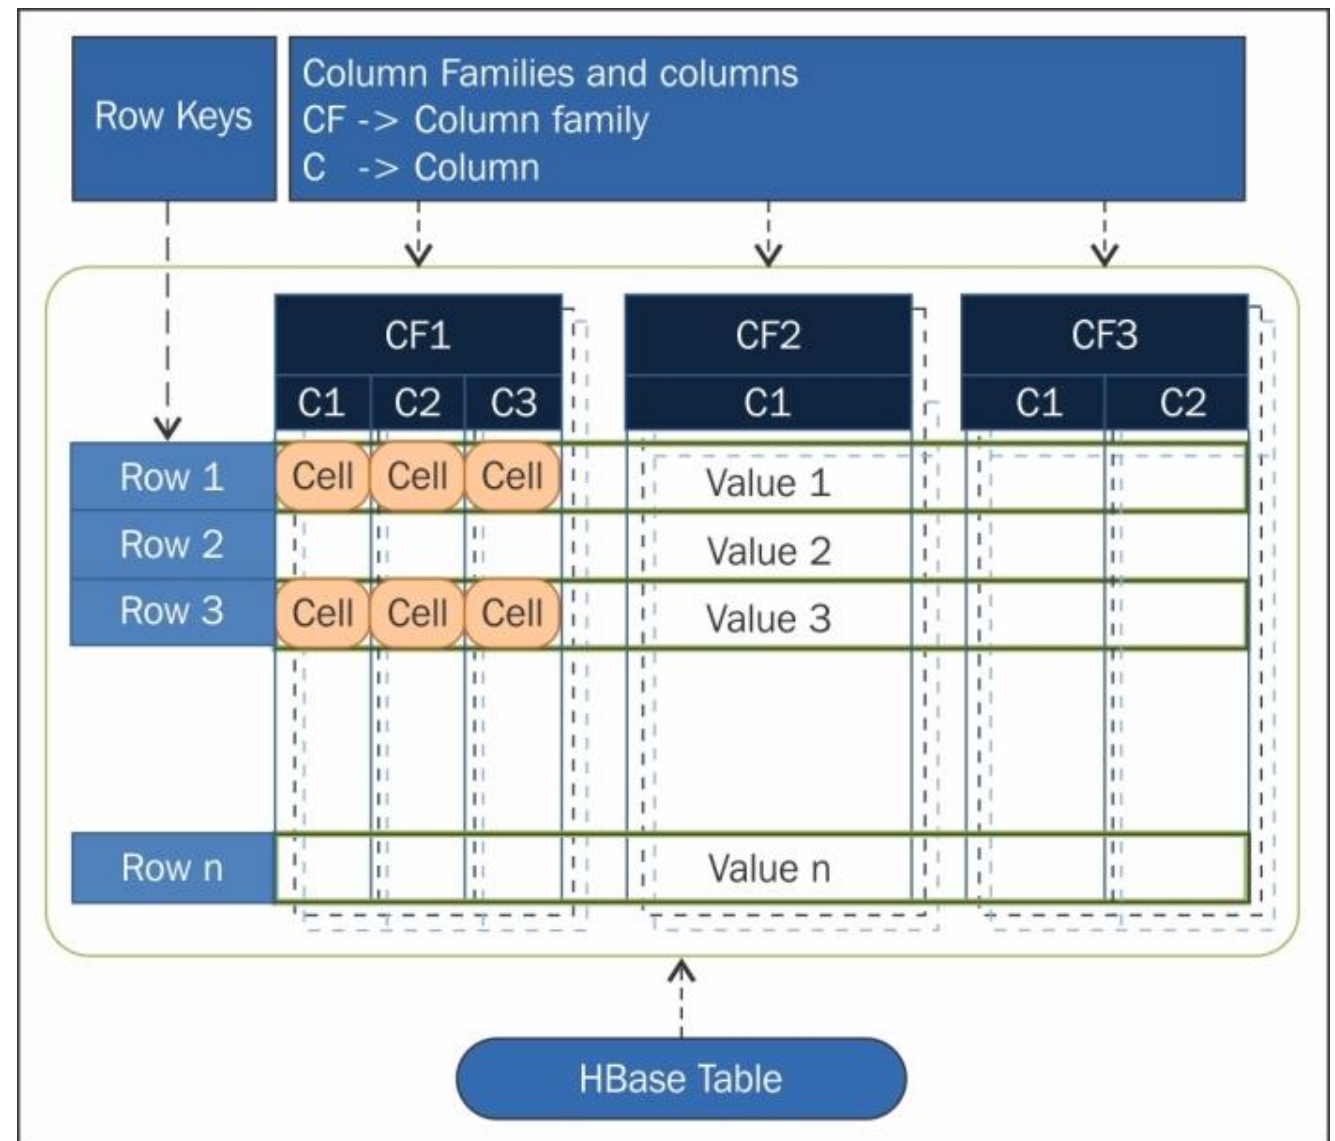 Row Keys
Column Families and columns
CF -> Column family
C -> Column
CF1 CF2 CF3
C1 C2 C3 C1 C1 C2
Row 1 Cell Cell Cell Value 1
Row 2 Value 2
Row 3 Cell Cell Cell Value 3
Row n Value n
HBase Table